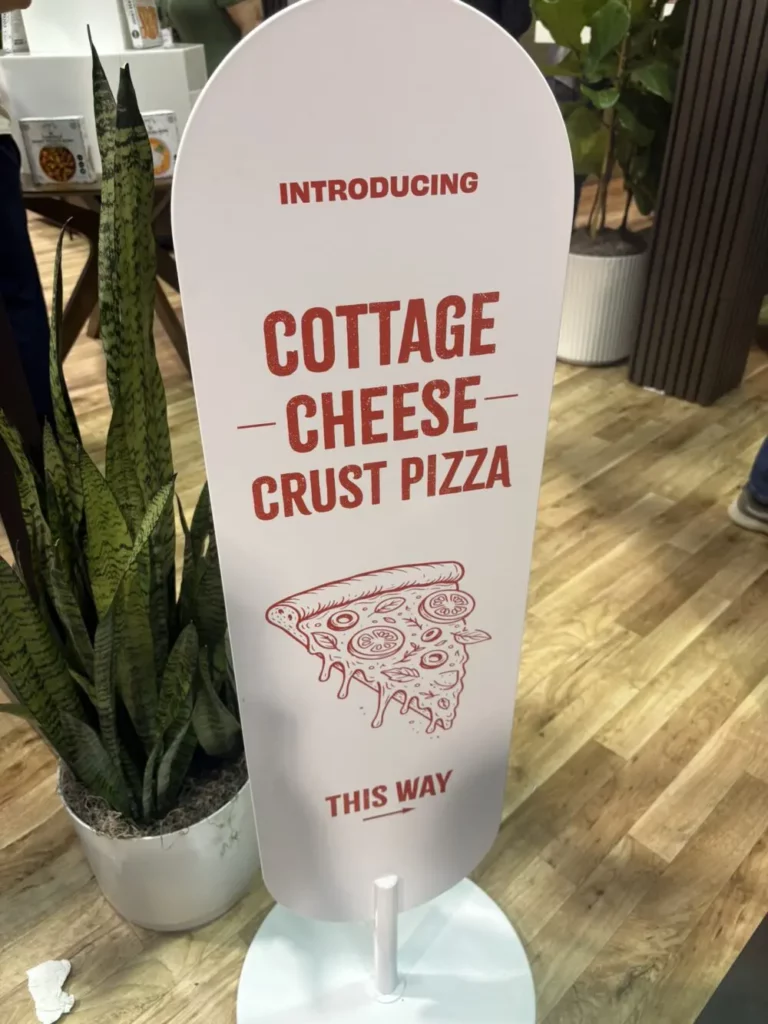 INTRODUCING
COTTAGE
CHEESE
CRUST PIZZA
THIS WAY